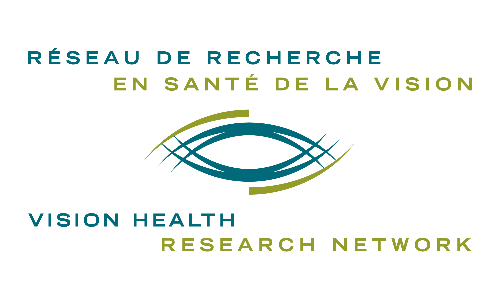 RÉSEAU DE RECHERCHE
EN SANTÉ DE LA VISION
VISION HEALTH
RESEARCH NETWORK